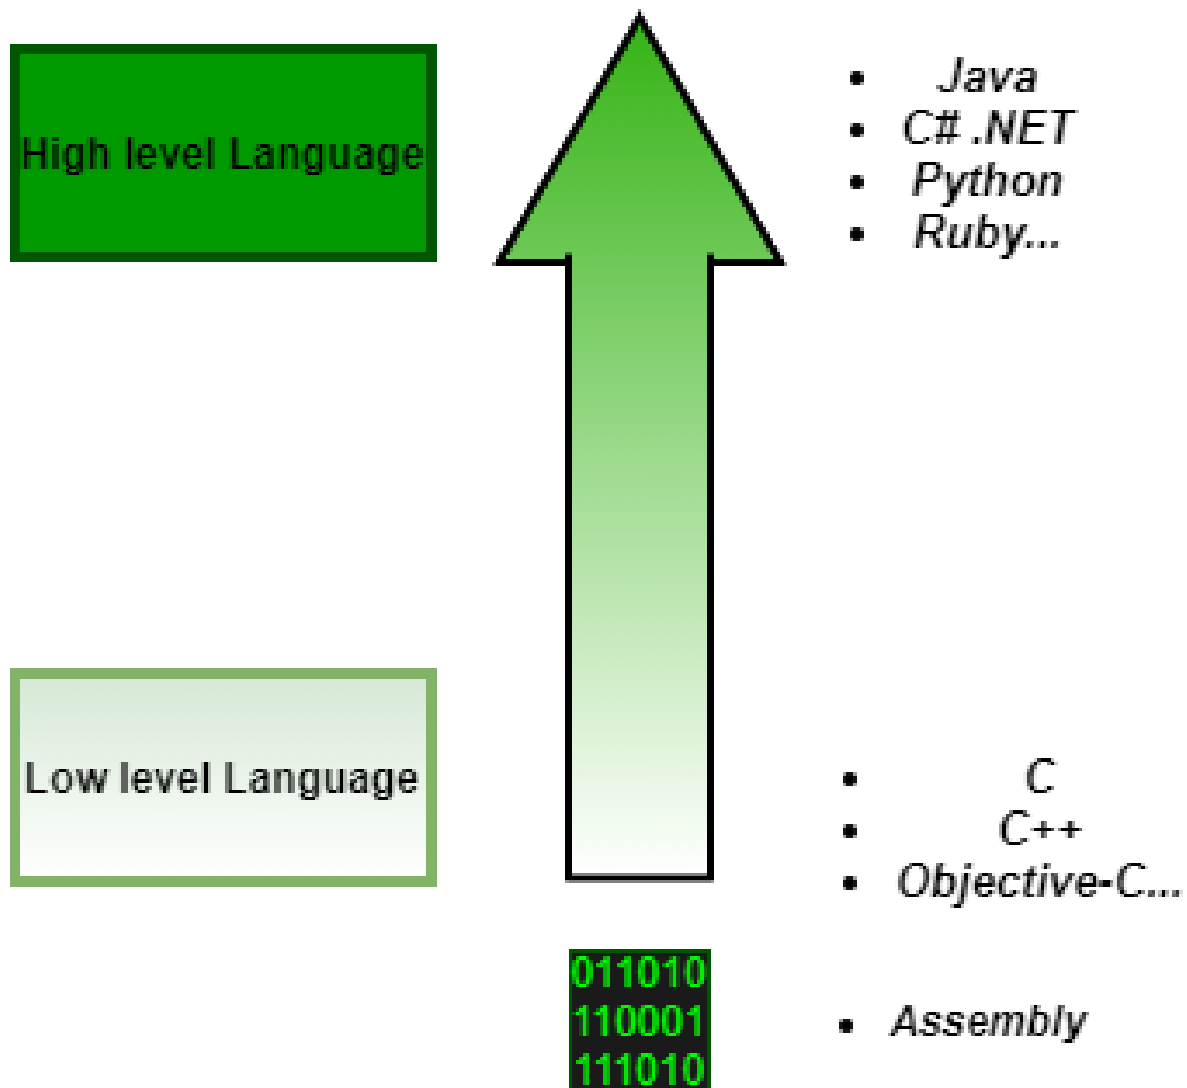 High level Language
• Java
• C# .NET
• Python
• Ruby...
Low level Language
• C
• C++
• Objective-C...
011010
110001
111010
• Assembly